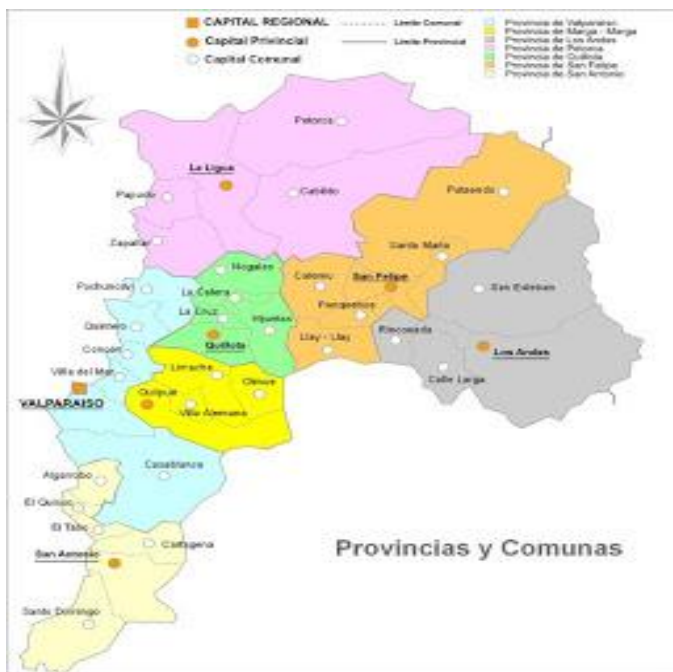 CAPITAL REGIONAL
Capital Privincial
Capital Comunal
Límite Comunal
Límite Provincial
Provincia de Valparaíso
Provincia de Marga - Marga
Provincia de Los Andes
Provincia de Petorca
Provincia de Quillota
Provincia de San Felipe
Provincia de San Antonio
Petorca
La Ligua
Cabildo
Papudo
Zapallar
Putaendo
Santa María
Nogales
Catemu
San Felipe
San Esteban
Puchuncaví
La Calera
Panquehue
La Cruz
Hijuelas
Quintero
Rinconada
Quillota
Llay - Llay
Los Andes
Concón
Limache
Olmue
Calle Larga
Viña del Mar
Quilpué
VALPARAISO
Villa Alemana
Casablanca
Algarrobo
El Quisco
El Tabo
Cartagena
San Antonio
Provincias y Comunas
Santo Domingo